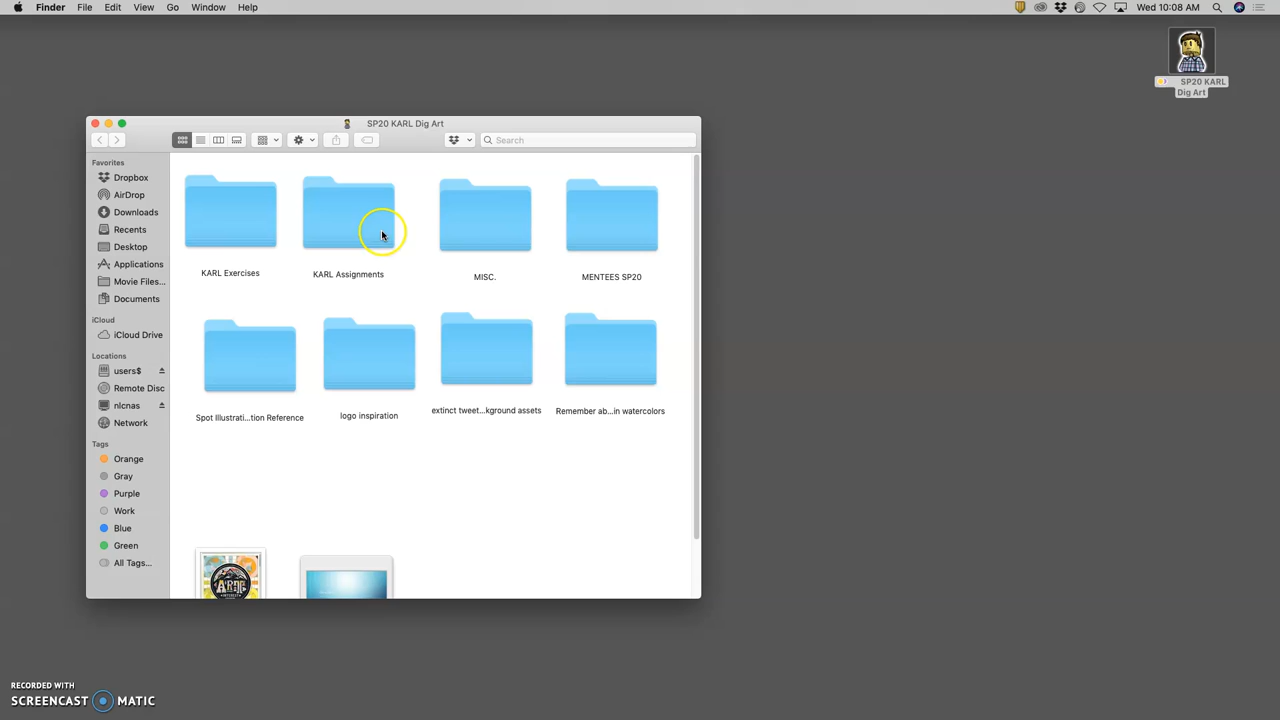 Finder File Edit View Go Window Help Wed 10:08 AM
SP20 KARL
Dig Art
SP20 KARL Dig Art
Search
Favorites
Dropbox
AirDrop
Downloads
Recents
Desktop
Applications
Movie Files...
Documents
iCloud
iCloud Drive
Locations
users$
Remote Disc
nlcnas
Network
Tags
Orange
Gray
Purple
Work
Blue
Green
All Tags...
KARL Exercises
KARL Assignments
MISC.
MENTEES SP20
Spot Illustrati...tion Reference
logo inspiration
extinct tweet...kground assets
Remember ab...in watercolors
RECORDED WITH
SCREENCAST MATIC